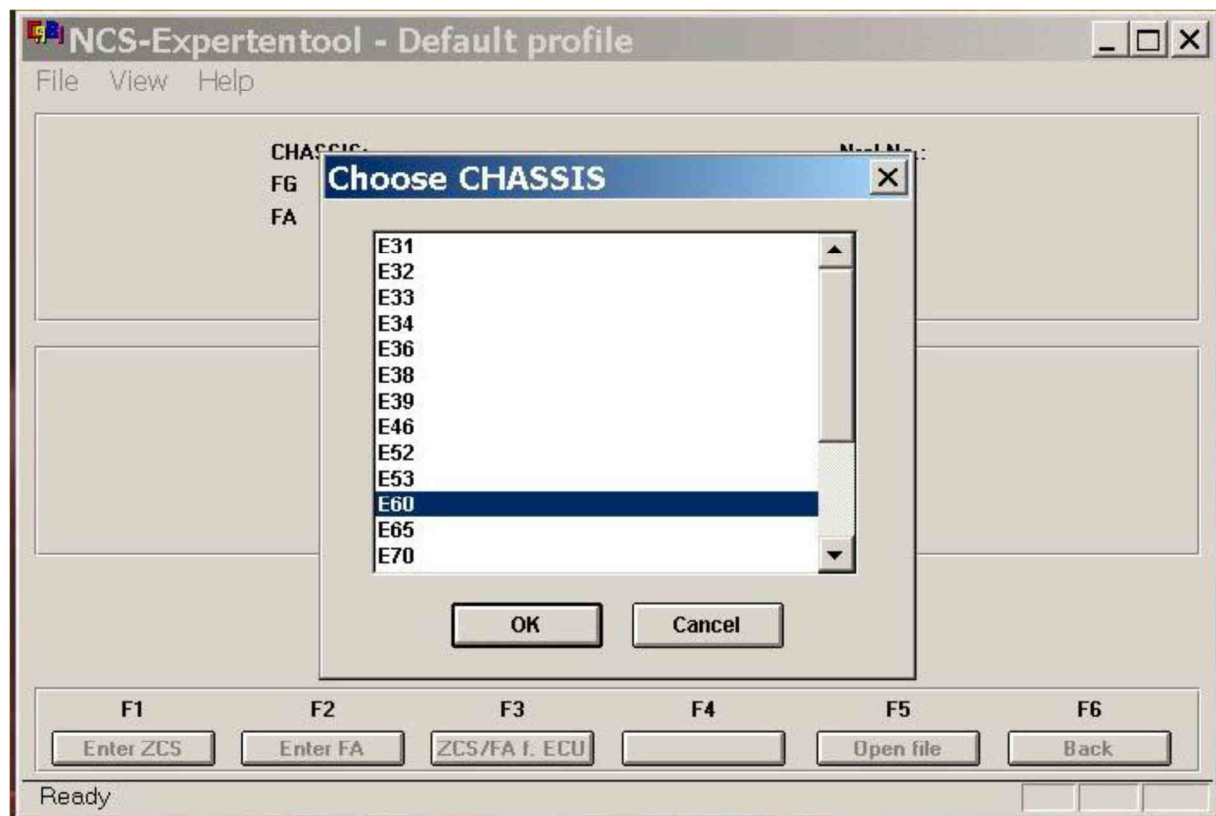 NCS-Expertentool - Default profile
File View Help
CHASSIS:
FG
FA
Choose CHASSIS
E31
E32
E33
E34
E36
E38
E39
E46
E52
E53
E60
E65
E70
OK Cancel
F1 F2 F3 F4 F5 F6
Enter ZCS Enter FA ZCS/FA f. ECU Open file Back
Ready